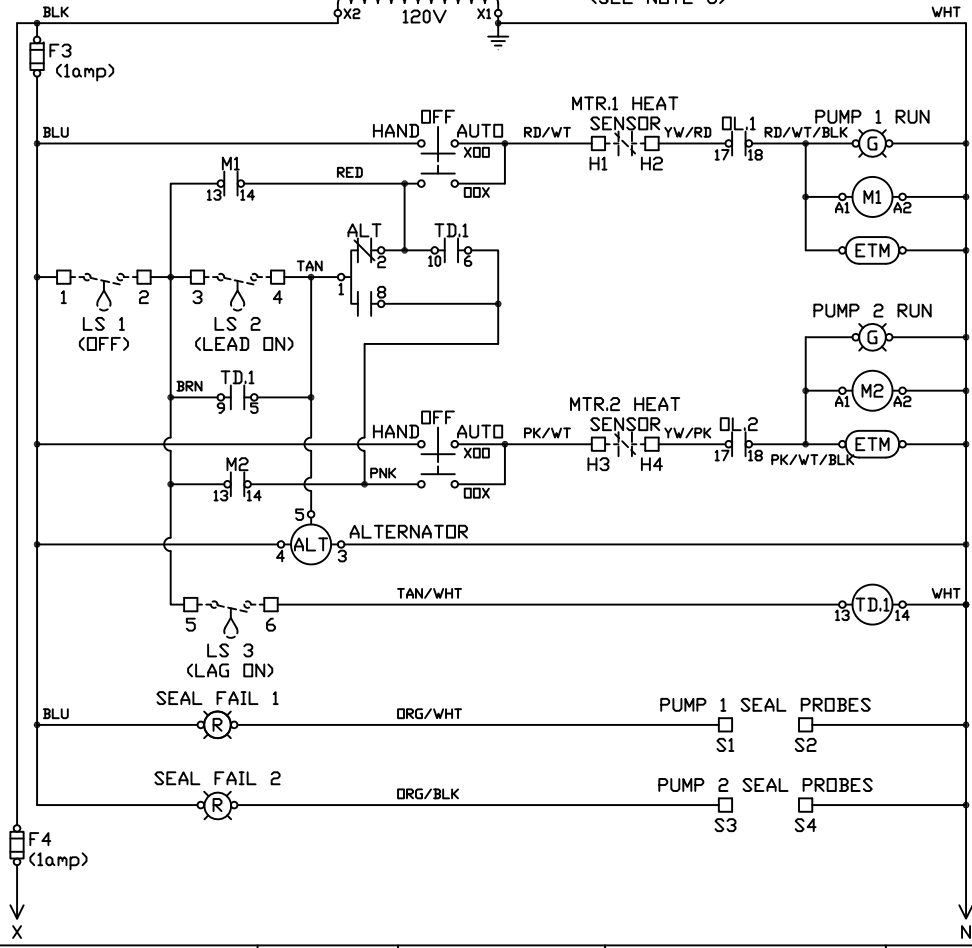 (SEE NOTE 6)
BLK X2 120V X1 WHT
F3
(1amp)
MTR.1 HEAT
SENSOR
OFF
PUMP 1 RUN
BLU HAND AUTO RD/WT YW/RD OL.1 RD/WT/BLK G
XOO
H1 H2 17 18
M1
13 14
RED
OOX
A1 M1 A2
ALT TD.1
2 10 6
ETM
TAN
1 2 3 4 1
8
LS 1
(OFF)
LS 2
(LEAD ON)
PUMP 2 RUN
G
BRN TD.1
9 5
A1 M2 A2
MTR.2 HEAT
SENSOR
OFF
HAND AUTO PK/WT YW/PK OL.2 ETM
XOO
H3 H4 17 18 PK/WT/BLK
M2
13 14
PNK
OOX
5
ALTERNATOR
4 ALT 3
TAN/WHT WHT
5 6 13 TD.1 14
LS 3
(LAG ON)
SEAL FAIL 1
PUMP 1 SEAL PROBES
BLU R ORG/WHT
S1 S2
SEAL FAIL 2
PUMP 2 SEAL PROBES
R ORG/BLK
S3 S4
F4
(1amp)
X N